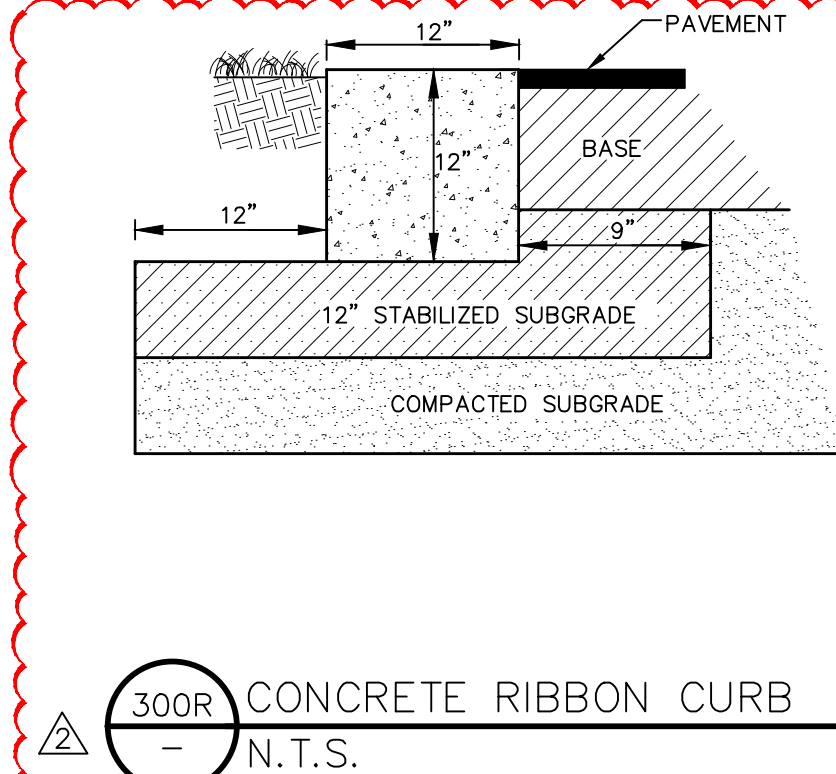 12”
PAVEMENT
BASE
12”
12”
9”
12” STABILIZED SUBGRADE
COMPACTED SUBGRADE
2
300R
CONCRETE RIBBON CURB
–
N.T.S.